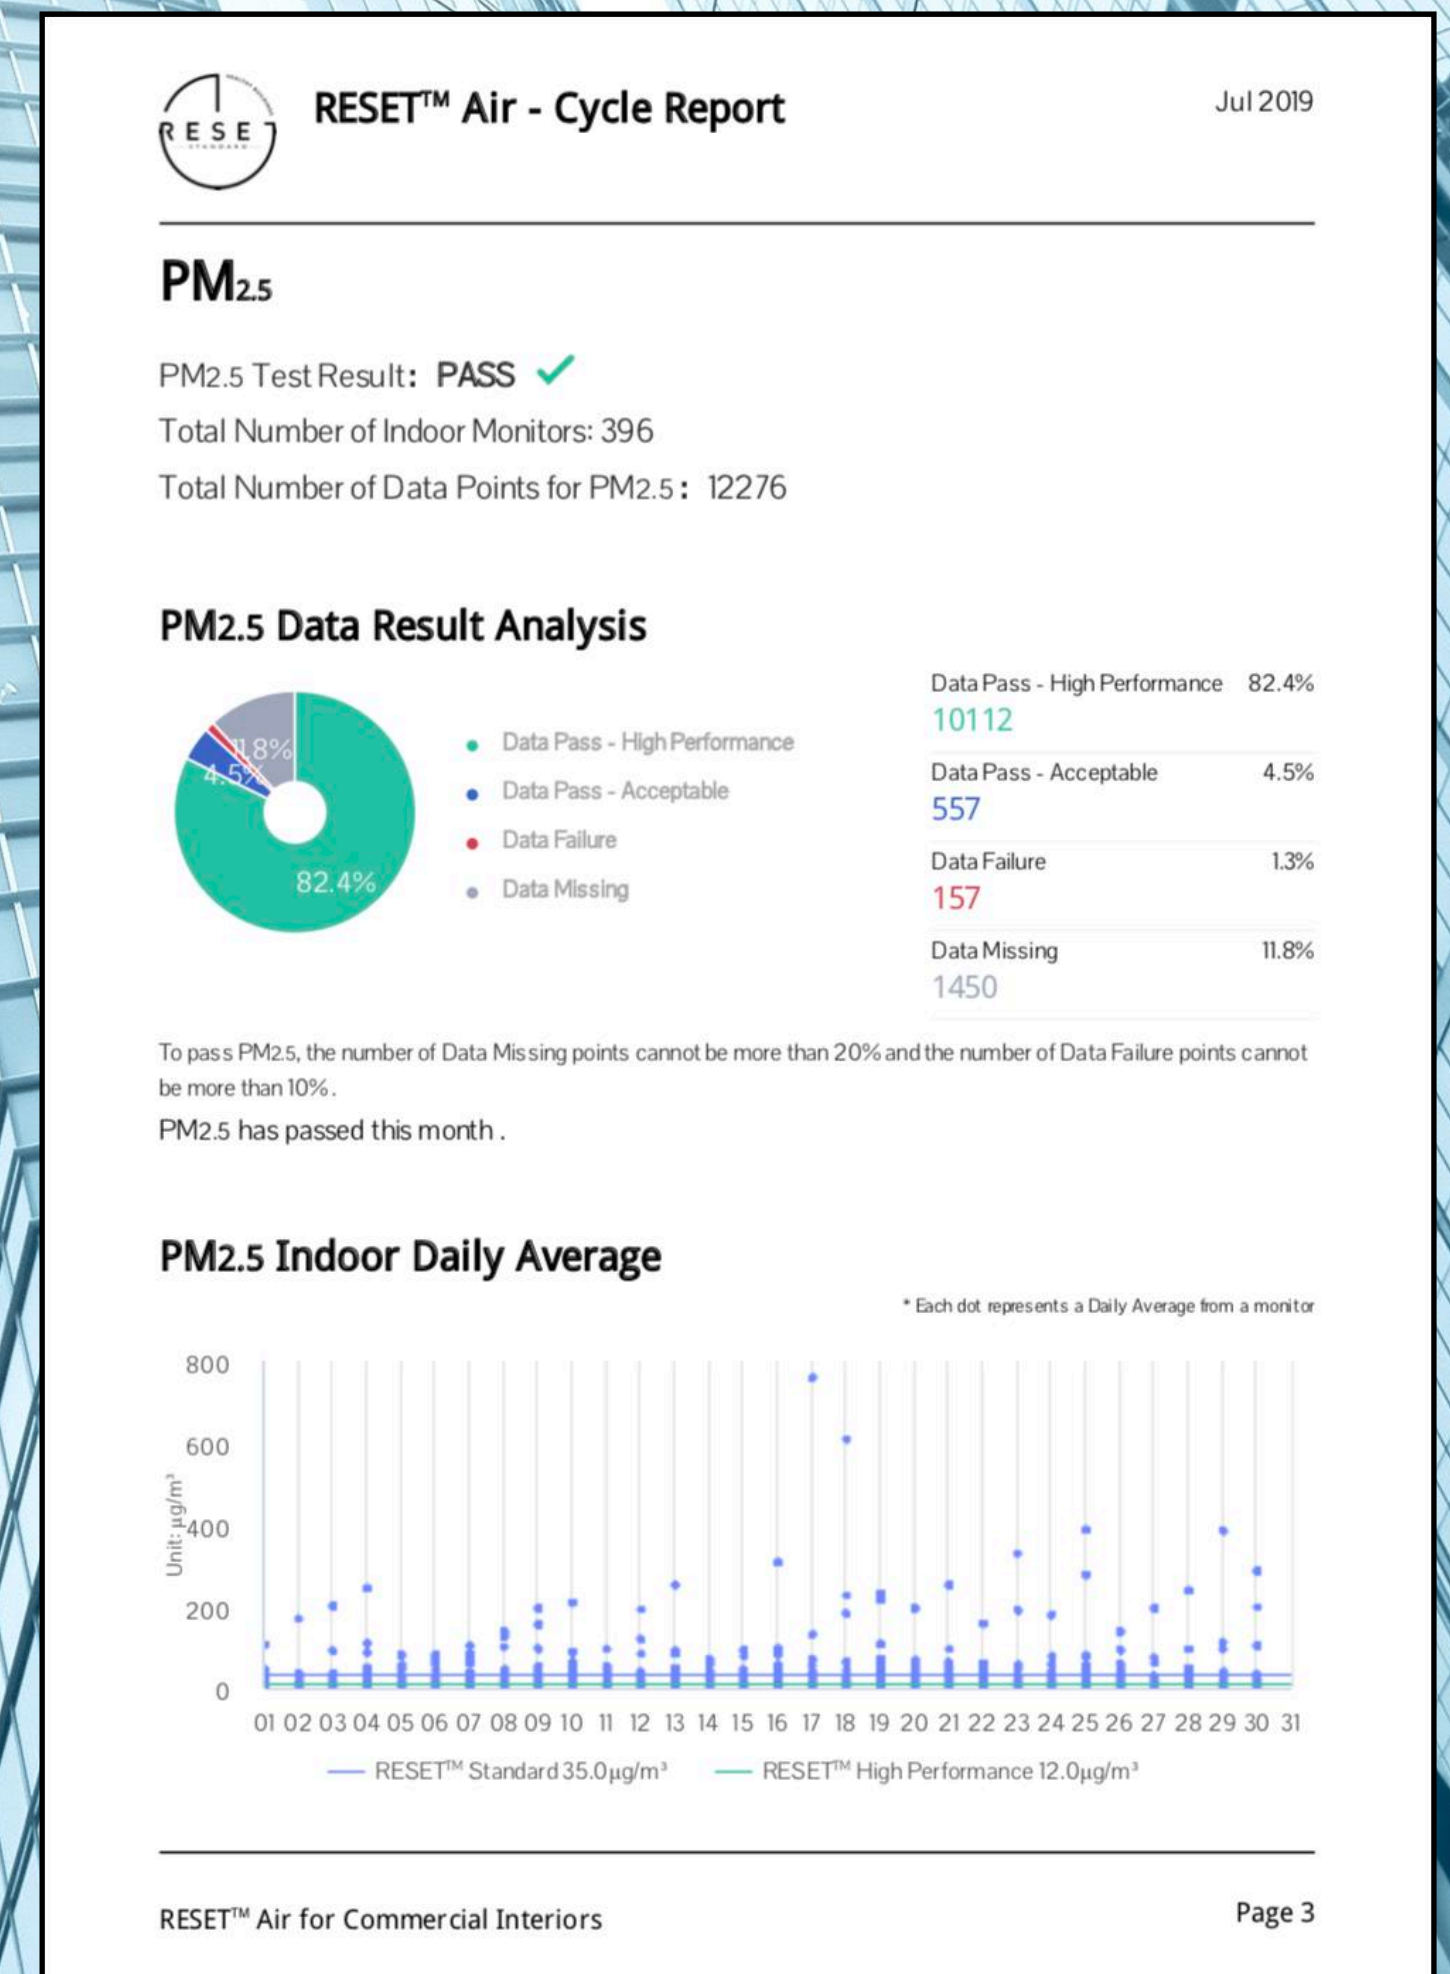 RESET
STANDARD
RESET™ Air - Cycle Report
Jul 2019
PM2.5
PM2.5 Test Result: PASS
Total Number of Indoor Monitors: 396
Total Number of Data Points for PM2.5: 12276
PM2.5 Data Result Analysis
11.8%
4.5%
82.4%
Data Pass - High Performance
Data Pass - Acceptable
Data Failure
Data Missing
Data Pass - High Performance 82.4%
10112
Data Pass - Acceptable 4.5%
557
Data Failure 1.3%
157
Data Missing 11.8%
1450
To pass PM2.5, the number of Data Missing points cannot be more than 20% and the number of Data Failure points cannot
be more than 10%.
PM2.5 has passed this month.
PM2.5 Indoor Daily Average
* Each dot represents a Daily Average from a monitor
Unit: µg/m³
800
600
400
200
0
01 02 03 04 05 06 07 08 09 10 11 12 13 14 15 16 17 18 19 20 21 22 23 24 25 26 27 28 29 30 31
RESET™ Standard 35.0µg/m³ RESET™ High Performance 12.0µg/m³
RESET™ Air for Commercial Interiors
Page 3